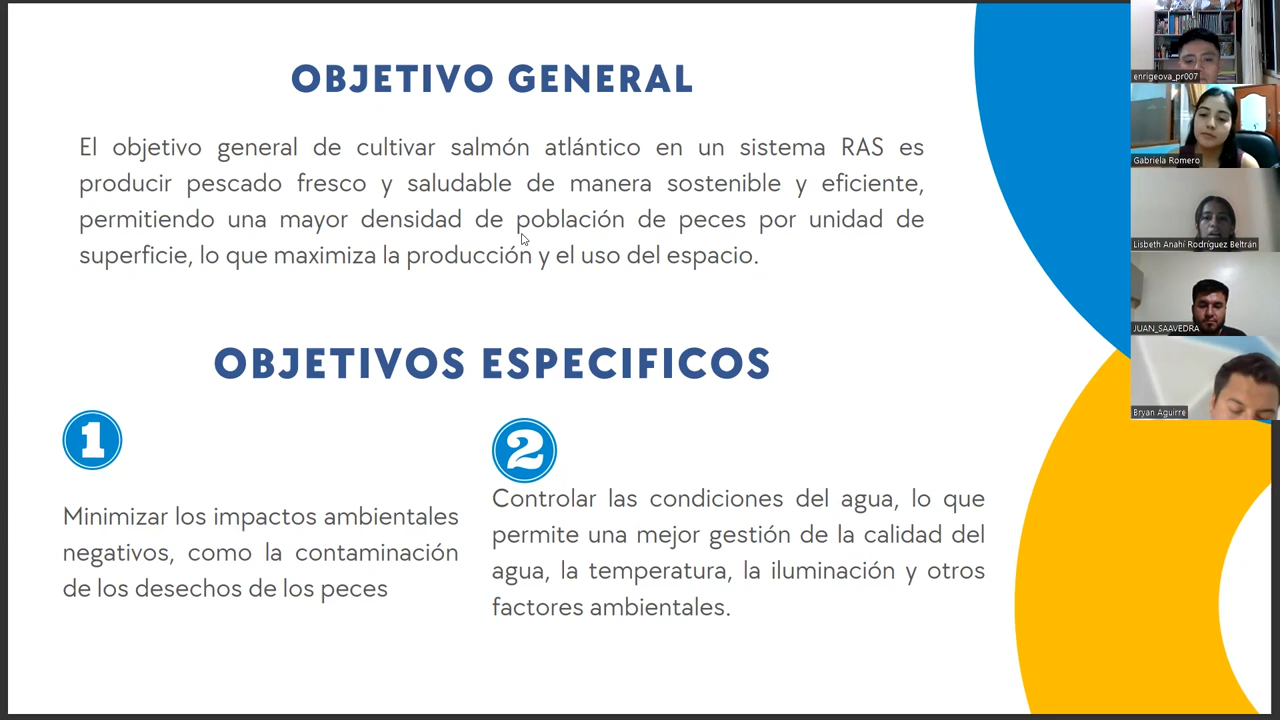 OBJETIVO GENERAL
El objetivo general de cultivar salmón atlántico en un sistema RAS es
producir pescado fresco y saludable de manera sostenible y eficiente,
permitiendo una mayor densidad de población de peces por unidad de
superficie, lo que maximiza la producción y el uso del espacio.
OBJETIVOS ESPECIFICOS
1
Minimizar los impactos ambientales
negativos, como la contaminación
de los desechos de los peces
2
Controlar las condiciones del agua, lo que
permite una mejor gestión de la calidad del
agua, la temperatura, la iluminación y otros
factores ambientales.
enrigeova_pr007
Gabriela Romero
Lisbeth Anahí Rodríguez Beltrán
JUAN_SAAVEDRA
Bryan Aguirre